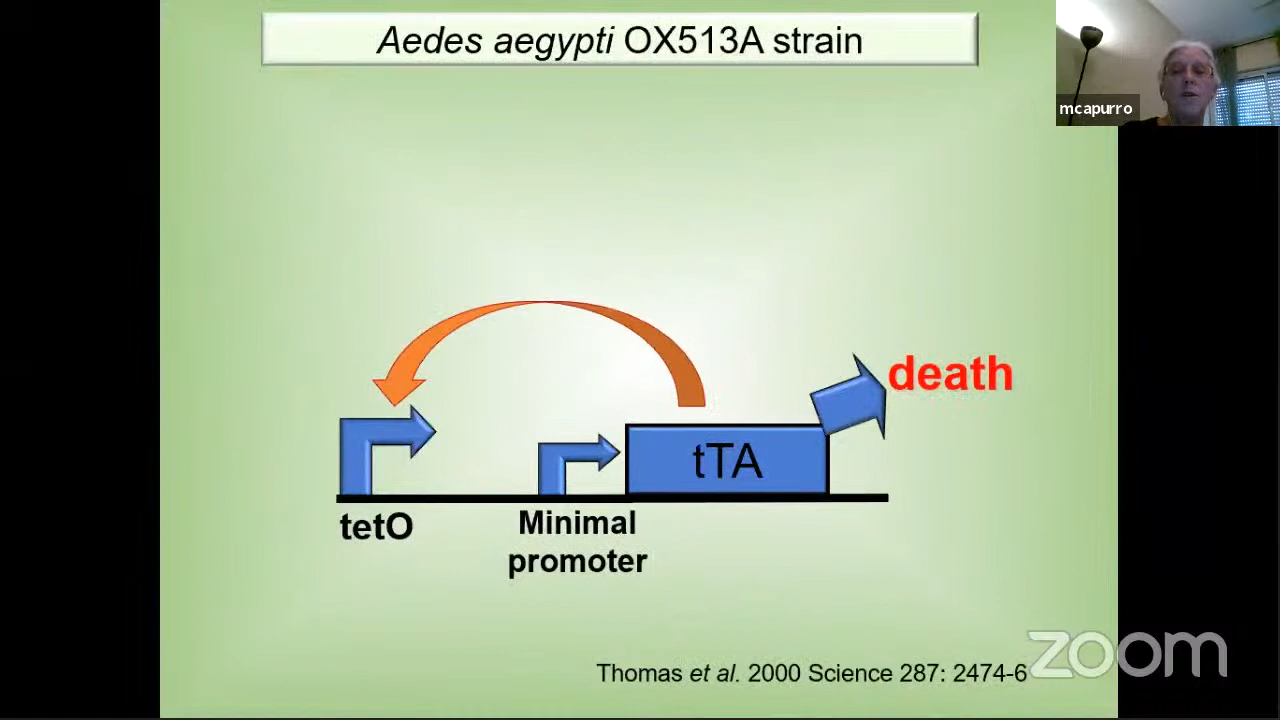 Aedes aegypti OX513A strain
mcapurro
death
tTA
tetO
Minimal
promoter
Thomas et al. 2000 Science 287: 2474-6
zoom